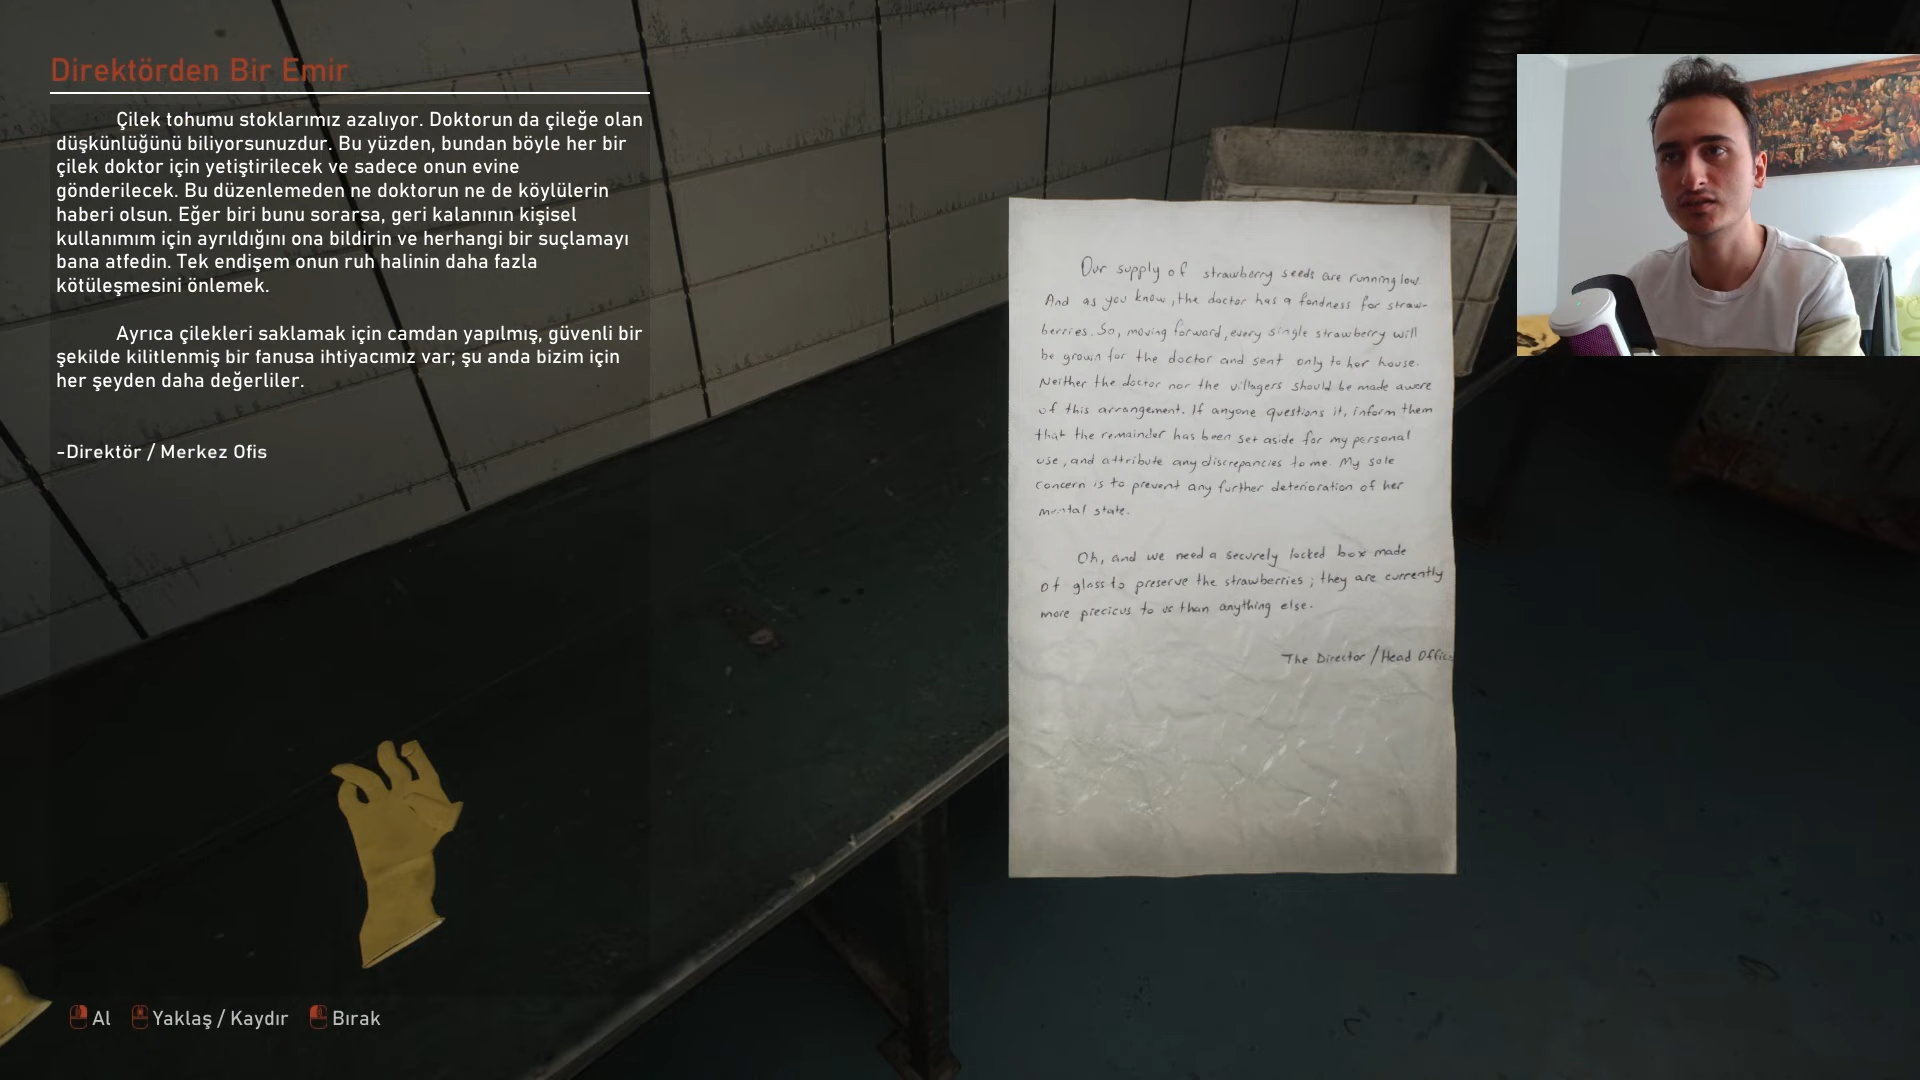 Direktörden Bir Emir
Çilek tohumu stoklarımız azalıyor. Doktorun da çileğe olan
düşkünlüğünü biliyorsunuzdur. Bu yüzden, bundan böyle her bir
çilek doktor için yetiştirilecek ve sadece onun evine
gönderilecek. Bu düzenlemeden ne doktorun ne de köylülerin
haberi olsun. Eğer biri bunu sorarsa, geri kalanının kişisel
kullanımım için ayrıldığını ona bildirin ve herhangi bir suçlamayı
bana atfedin. Tek endişem onun ruh halinin daha fazla
kötüleşmesini önlemek.
Ayrıca çilekleri saklamak için camdan yapılmış, güvenli bir
şekilde kilitlenmiş bir fanusa ihtiyacımız var; şu anda bizim için
her şeyden daha değerliler.
-Direktör / Merkez Ofis
Our supply of strawberry seeds are running low.
And as you know, the doctor has a fondness for straw-
berries. So, moving forward, every single strawberry will
be grown for the doctor and sent only to her house.
Neither the doctor nor the villagers should be made aware
of this arrangement. If anyone questions it, inform them
that the remainder has been set aside for my personal
use, and attribute any discrepancies to me. My sole
concern is to prevent any further deterioration of her
mental state.
Oh, and we need a securely locked box made
of glass to preserve the strawberries; they are currently
more precious to us than anything else.
The Director / Head Office
Al
Yaklaş / Kaydır
Bırak